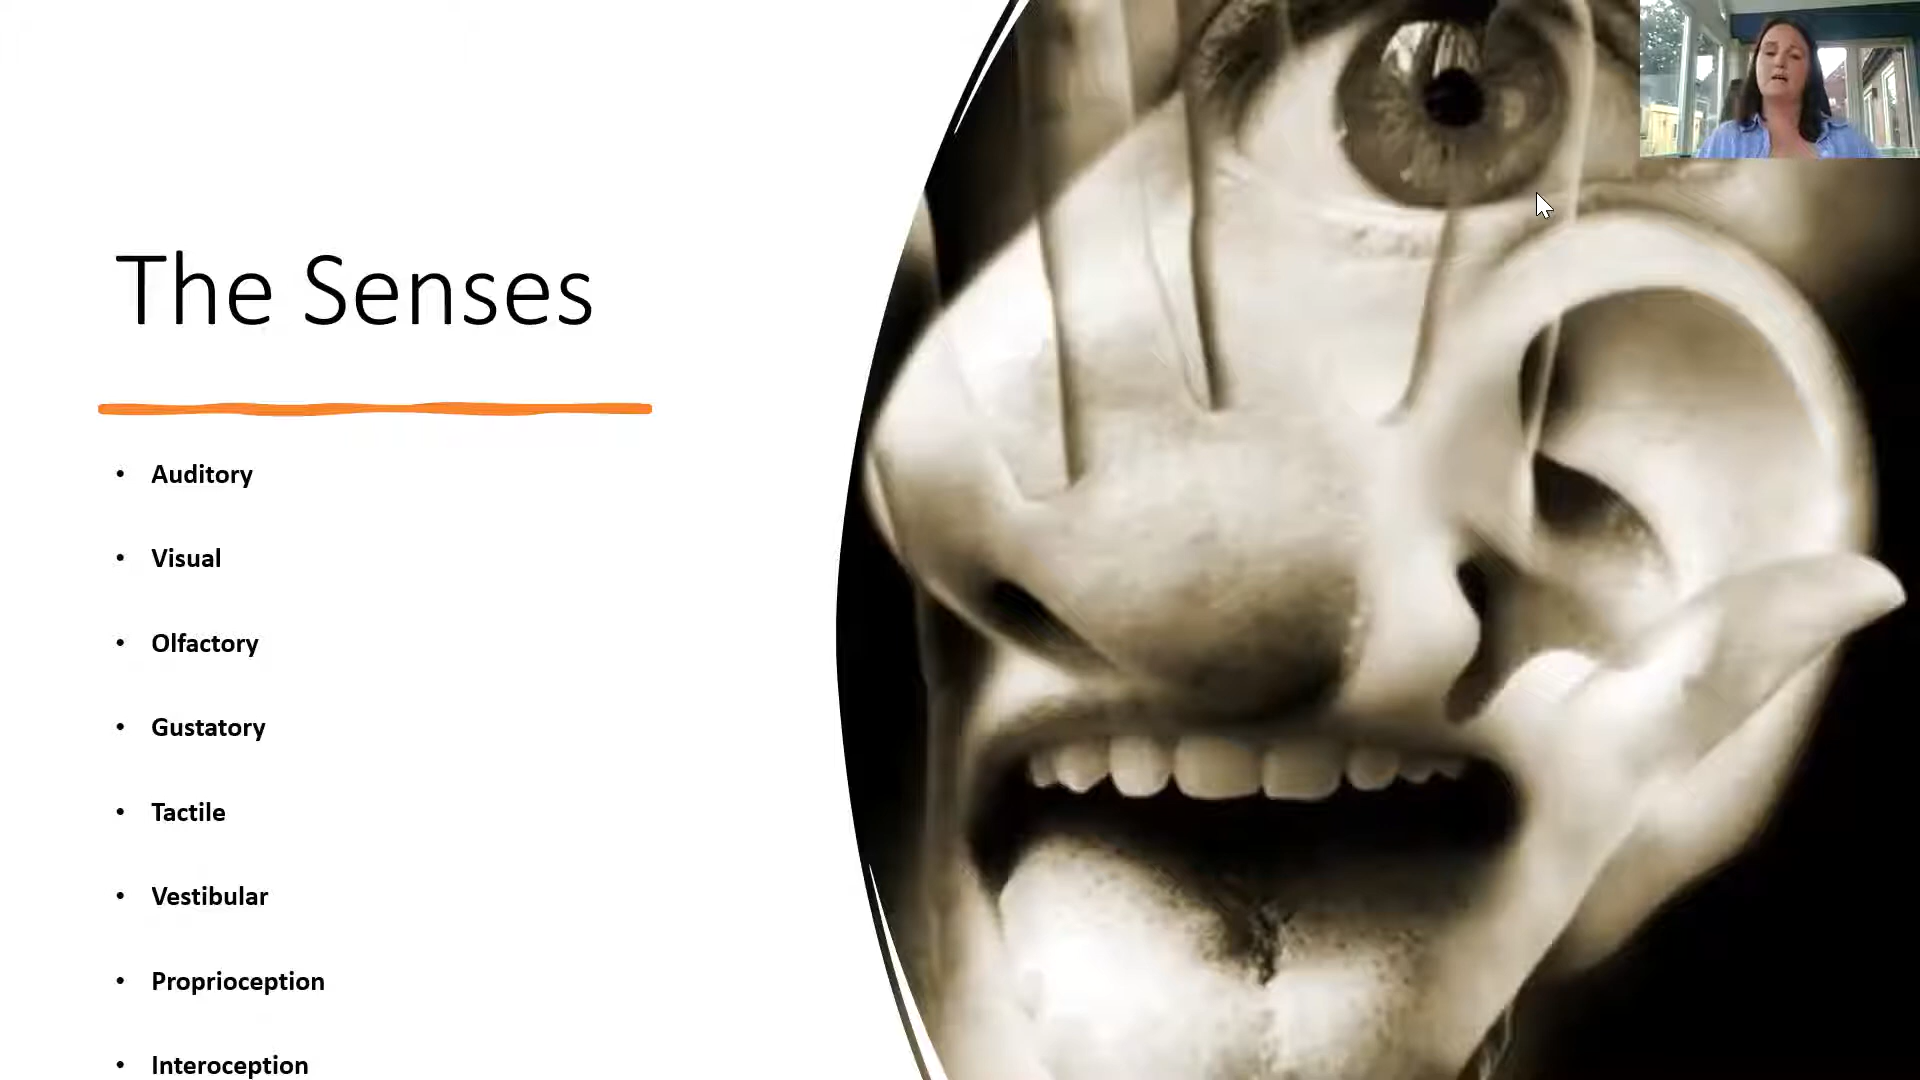 The Senses
• Auditory
• Visual
• Olfactory
• Gustatory
• Tactile
• Vestibular
• Proprioception
• Interoception